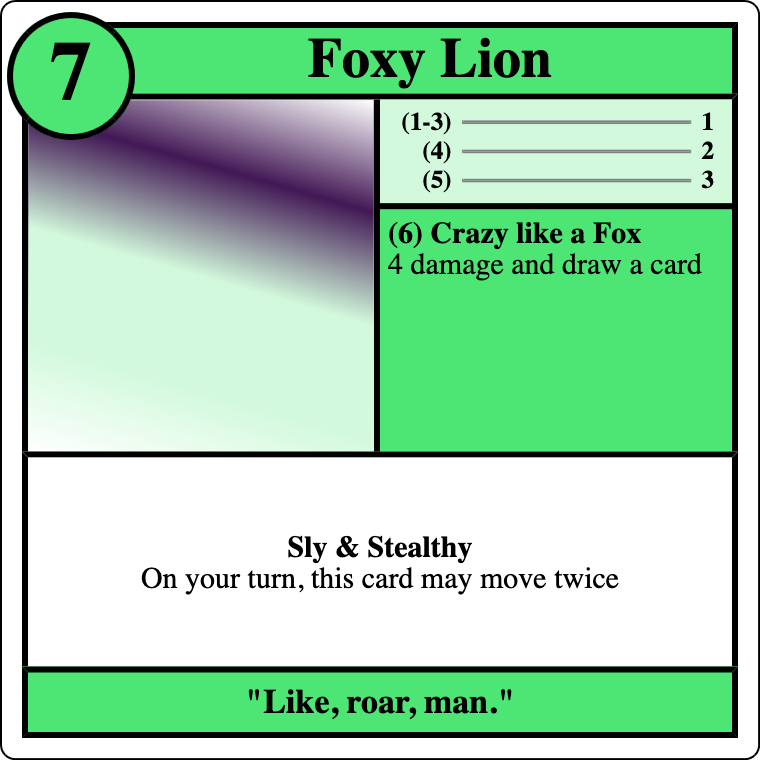 7
Foxy Lion
(1-3) 1
(4) 2
(5) 3
(6) Crazy like a Fox
4 damage and draw a card
Sly & Stealthy
On your turn, this card may move twice
"Like, roar, man."